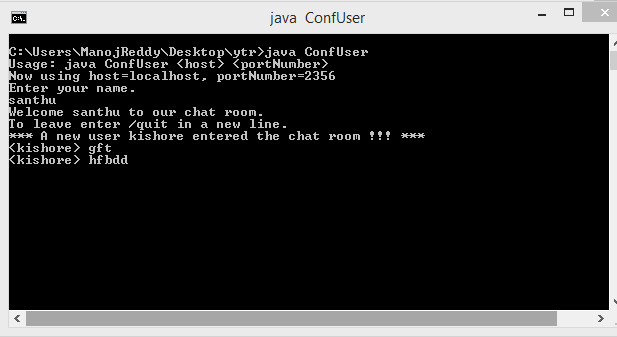 java ConfUser
C:\Users\ManojReddy\Desktop\ytr>java ConfUser
Usage: java ConfUser <host> <portNumber>
Now using host=localhost, portNumber=2356
Enter your name.
santhu
Welcome santhu to our chat room.
To leave enter /quit in a new line.
*** A new user kishore entered the chat room !!! ***
<kishore> gft
<kishore> hfbdd